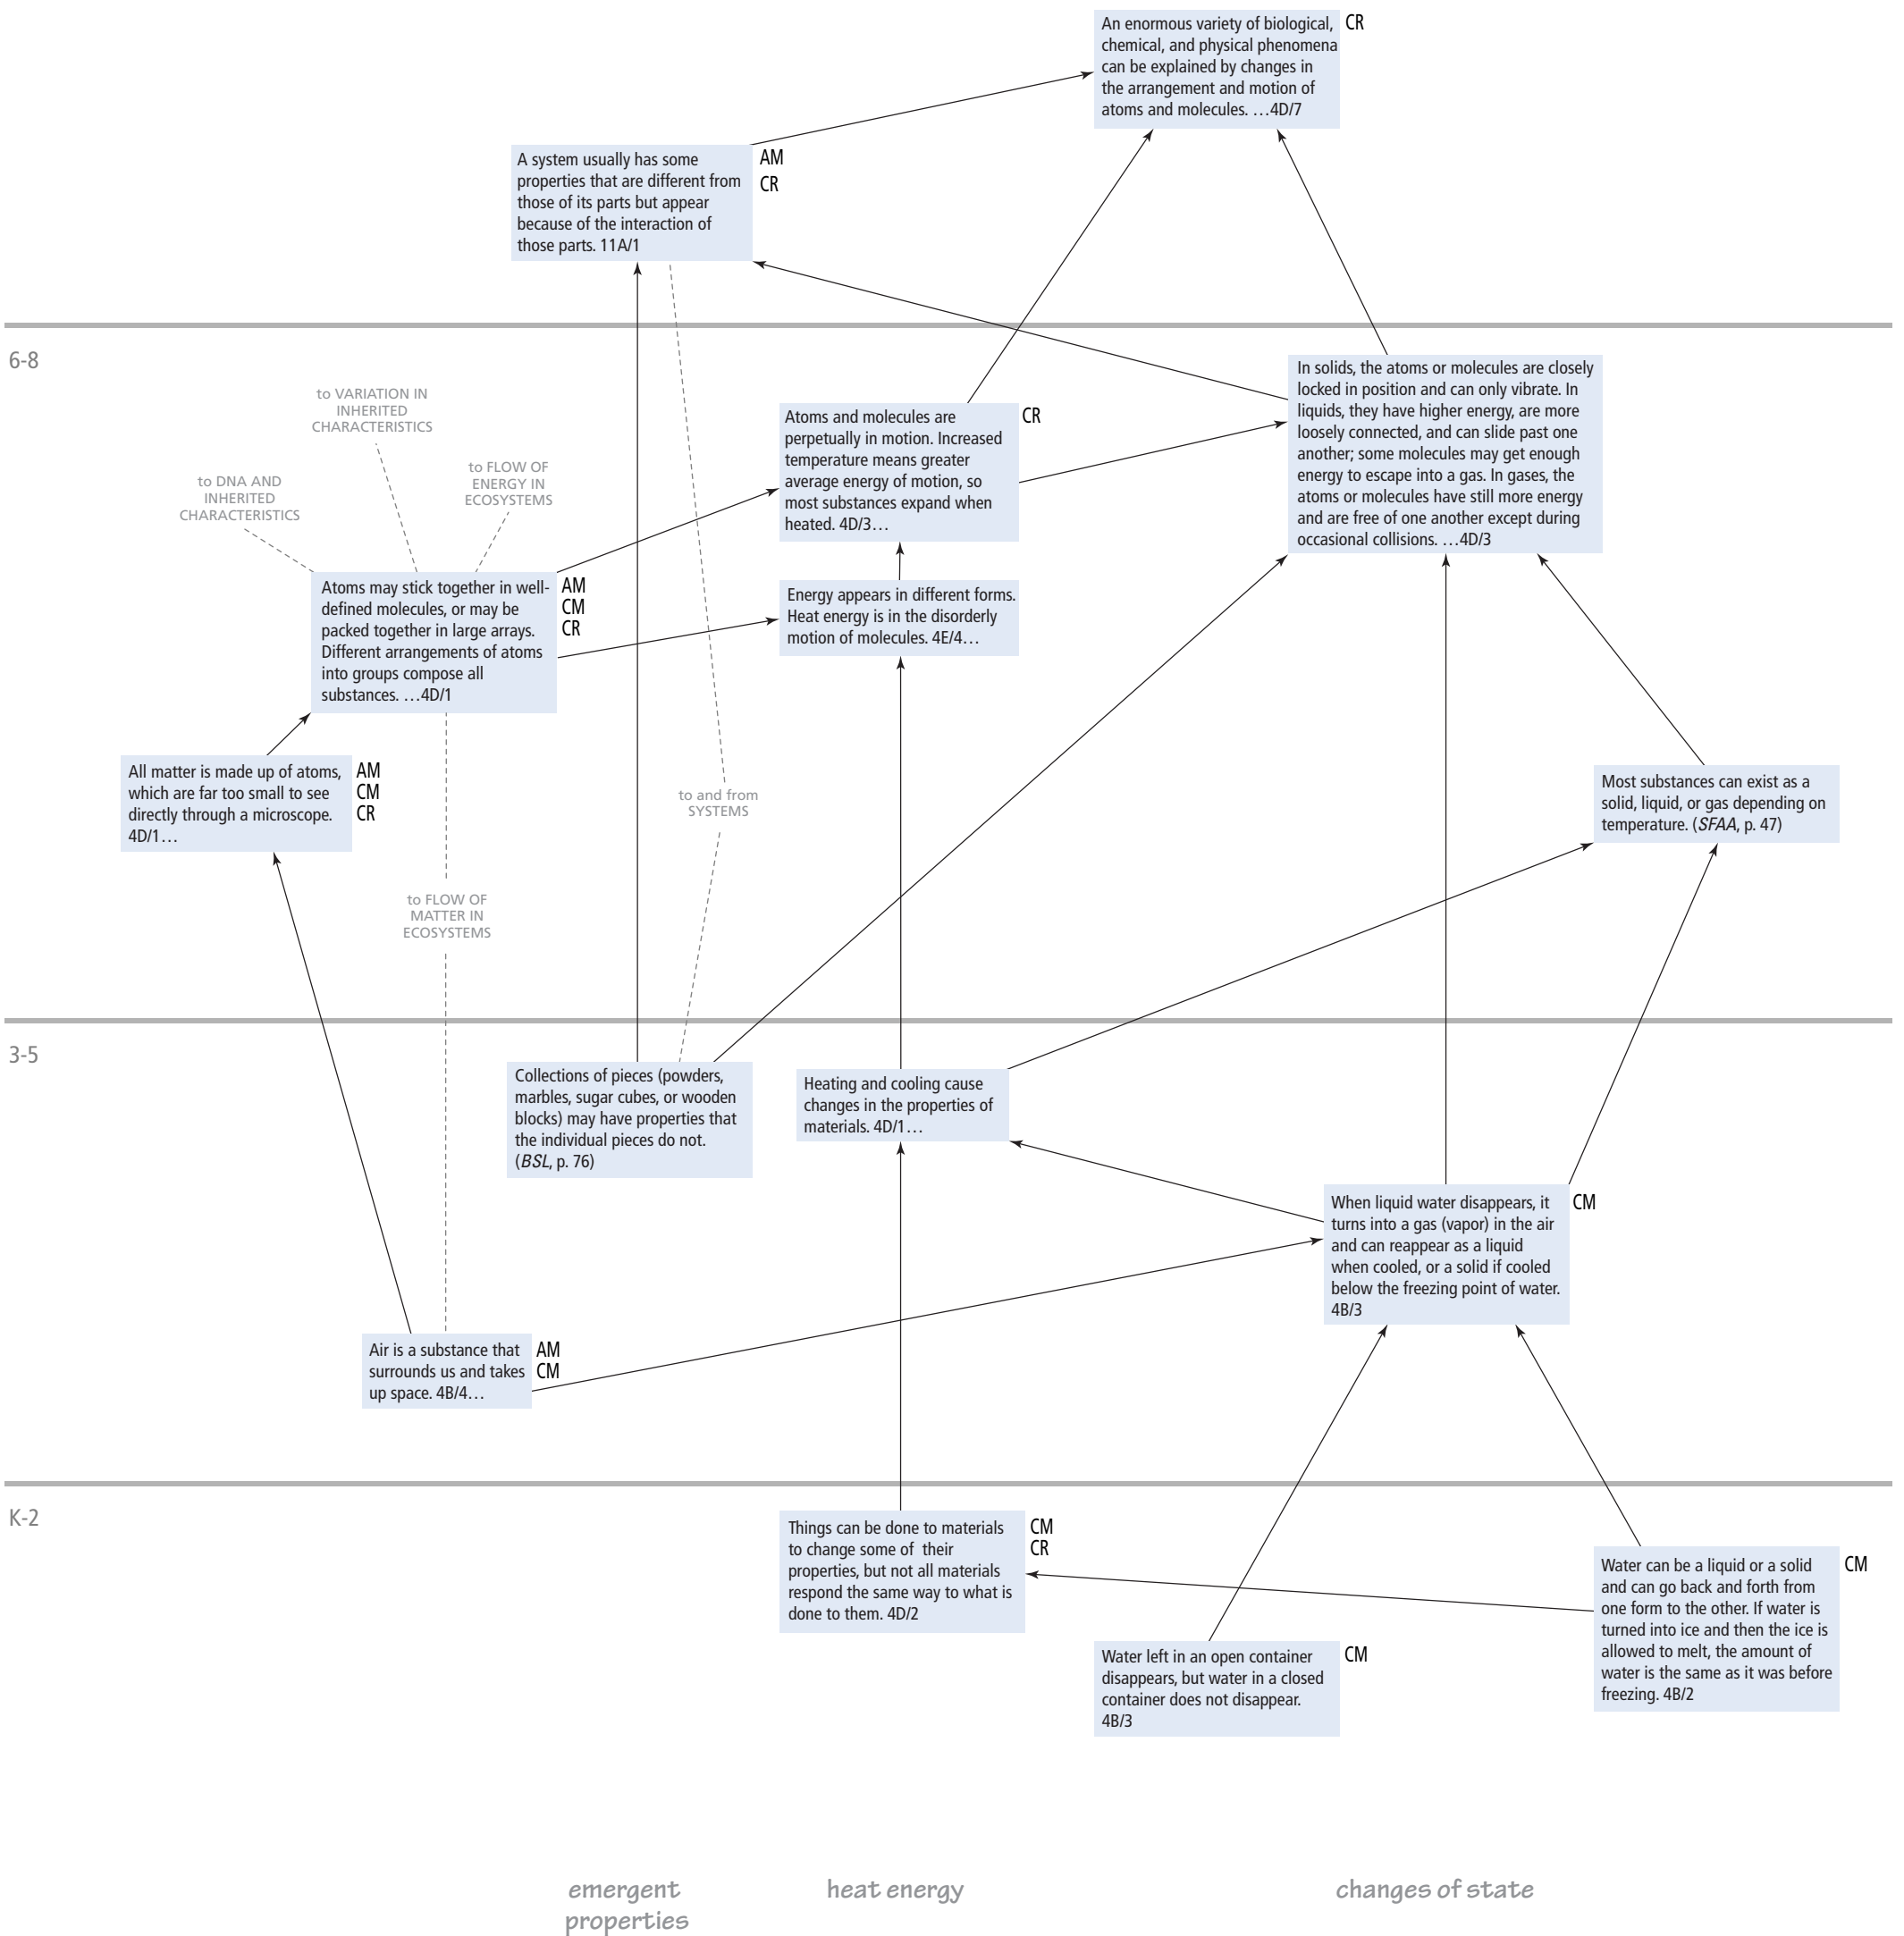 An enormous variety of biological,
chemical, and physical phenomena
can be explained by changes in
the arrangement and motion of
atoms and molecules. …4D/7
CR
A system usually has some
properties that are different from
those of its parts but appear
because of the interaction of
those parts. 11A/1
AM
CR
6-8
In solids, the atoms or molecules are closely
locked in position and can only vibrate. In
liquids, they have higher energy, are more
loosely connected, and can slide past one
another; some molecules may get enough
energy to escape into a gas. In gases, the
atoms or molecules have still more energy
and are free of one another except during
occasional collisions. …4D/3
to VARIATION IN
INHERITED
CHARACTERISTICS
Atoms and molecules are
perpetually in motion. Increased
temperature means greater
average energy of motion, so
most substances expand when
heated. 4D/3…
CR
to FLOW OF
ENERGY IN
ECOSYSTEMS
to DNA AND
INHERITED
CHARACTERISTICS
Atoms may stick together in well-
defined molecules, or may be
packed together in large arrays.
Different arrangements of atoms
into groups compose all
substances. …4D/1
AM
CM
CR
Energy appears in different forms.
Heat energy is in the disorderly
motion of molecules. 4E/4…
All matter is made up of atoms,
which are far too small to see
directly through a microscope.
4D/1…
AM
CM
CR
to and from
SYSTEMS
Most substances can exist as a
solid, liquid, or gas depending on
temperature. (SFAA, p. 47)
to FLOW OF
MATTER IN
ECOSYSTEMS
3-5
Collections of pieces (powders,
marbles, sugar cubes, or wooden
blocks) may have properties that
the individual pieces do not.
(BSL, p. 76)
Heating and cooling cause
changes in the properties of
materials. 4D/1…
When liquid water disappears, it
turns into a gas (vapor) in the air
and can reappear as a liquid
when cooled, or a solid if cooled
below the freezing point of water.
4B/3
CM
Air is a substance that
surrounds us and takes
up space. 4B/4…
AM
CM
K-2
Things can be done to materials
to change some of their
properties, but not all materials
respond the same way to what is
done to them. 4D/2
CM
CR
Water can be a liquid or a solid
and can go back and forth from
one form to the other. If water is
turned into ice and then the ice is
allowed to melt, the amount of
water is the same as it was before
freezing. 4B/2
CM
Water left in an open container
disappears, but water in a closed
container does not disappear.
4B/3
CM
emergent
properties
heat energy
changes of state